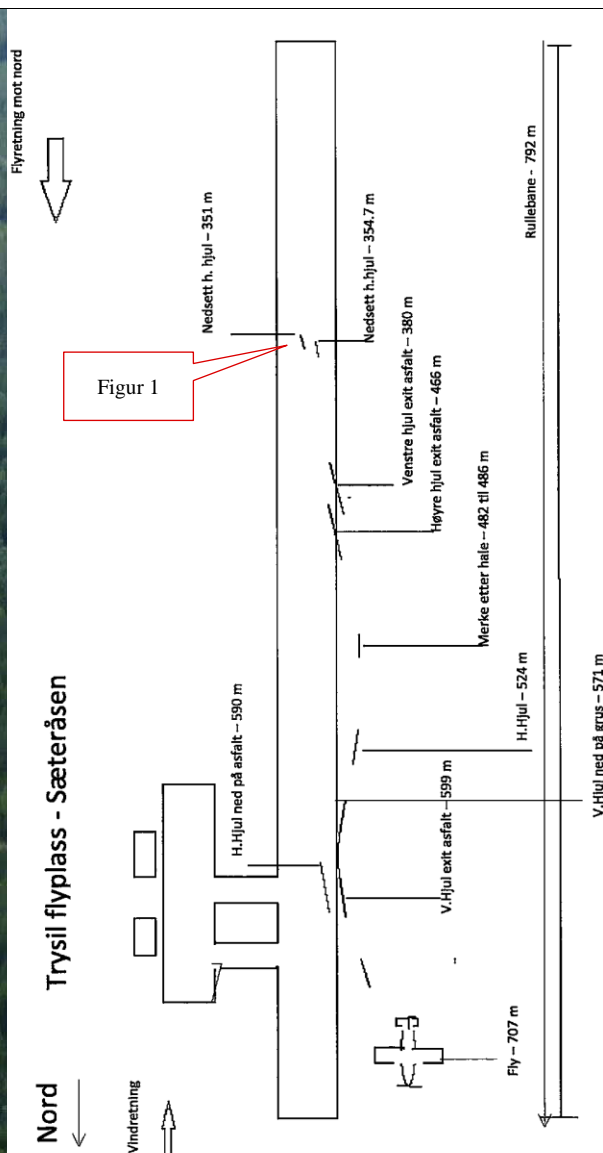 Flyretning mot nord
Nedsett h. hjul – 351 m
Nedsett h.hjul – 354.7 m
Figur 1
Venstre hjul exit asfalt – 380 m
Høyre hjul exit asfalt – 466 m
Merke etter hale – 482 til 486 m
Rullebane - 792 m
H.Hjul – 524 m
V.Hjul ned på grus – 571 m
H.Hjul ned på asfalt – 590 m
V.Hjul exit asfalt – 599 m
Trysil flyplass - Sæteråsen
Fly – 707 m
Nord
Vindretning